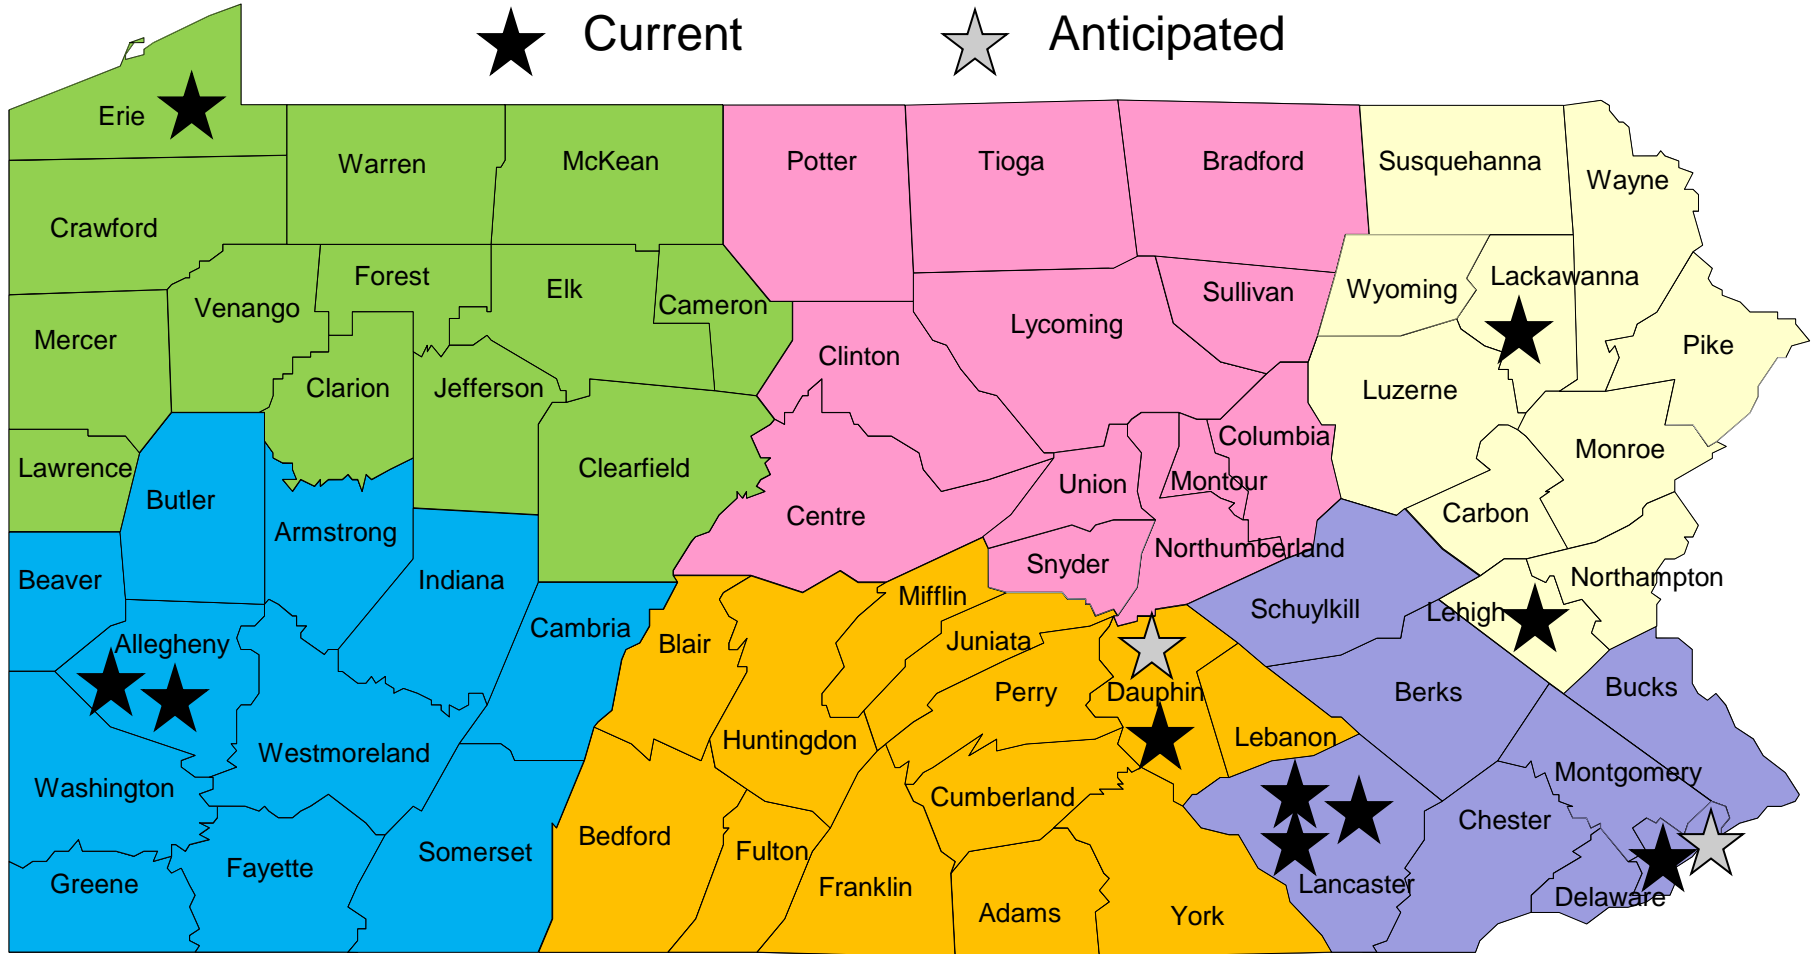 Current
Anticipated
Erie
Warren
McKean
Potter
Tioga
Bradford
Susquehanna
Wayne
Crawford
Forest
Elk
Venango
Cameron
Sullivan
Wyoming
Lackawanna
Mercer
Lycoming
Clinton
Pike
Clarion
Jefferson
Luzerne
Lawrence
Clearfield
Columbia
Monroe
Butler
Union
Montour
Centre
Carbon
Armstrong
Beaver
Indiana
Snyder
Northumberland
Northampton
Mifflin
Schuylkill
Lehigh
Cambria
Allegheny
Blair
Juniata
Perry
Dauphin
Berks
Bucks
Westmoreland
Huntingdon
Lebanon
Washington
Cumberland
Montgomery
Chester
Bedford
Somerset
Fulton
Fayette
Greene
Franklin
Lancaster
Delaware
Adams
York